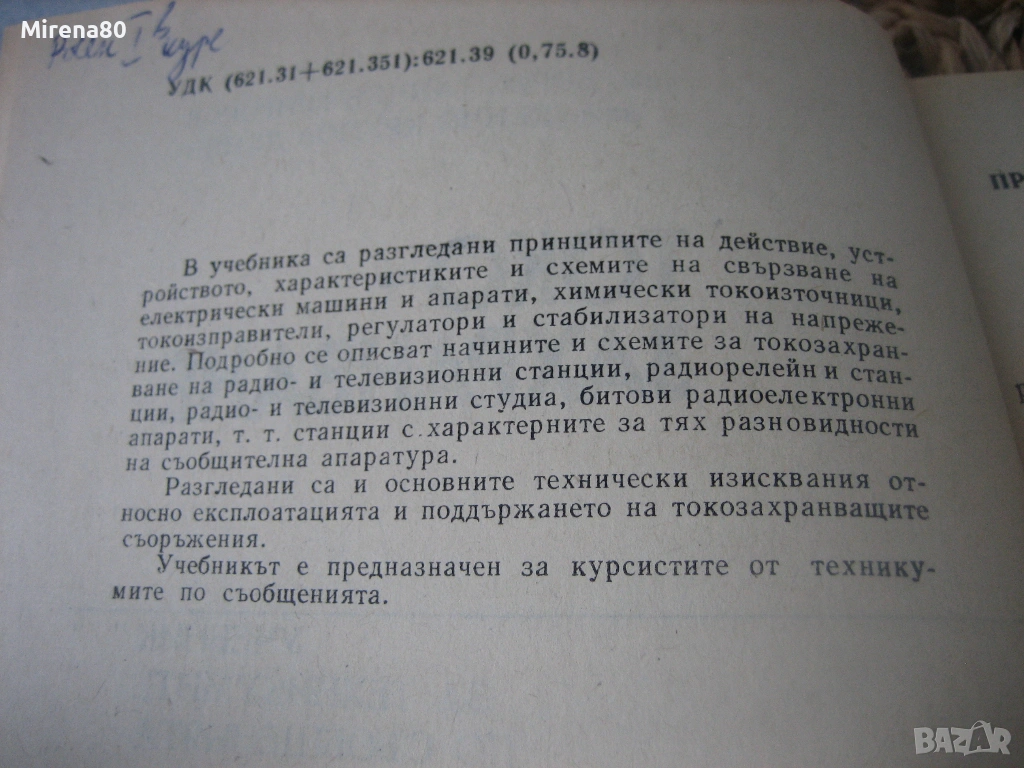 Mirena80
I в курс
УДК (621.31+621.351):621.39 (0,75.8)
В учебника са разгледани принципите на действие, уст-
ройството, характеристиките и схемите на свързване на
електрически машини и апарати, химически токоизточници,
токоизправители, регулатори и стабилизатори на напреже-
ние. Подробно се описват начините и схемите за токозахран-
ване на радио- и телевизионни станции, радиорелейни стан-
ции, радио- и телевизионни студиа, битови радиоелектронни
апарати, т. т. станции с характерните за тях разновидности
на съобщителна апаратура.
Разгледани са и основните технически изисквания от-
носно експлоатацията и поддържането на токозахранващите
съоръжения.
Учебникът е предназначен за курсистите от технику-
мите по съобщенията.
ПР
BAZAR